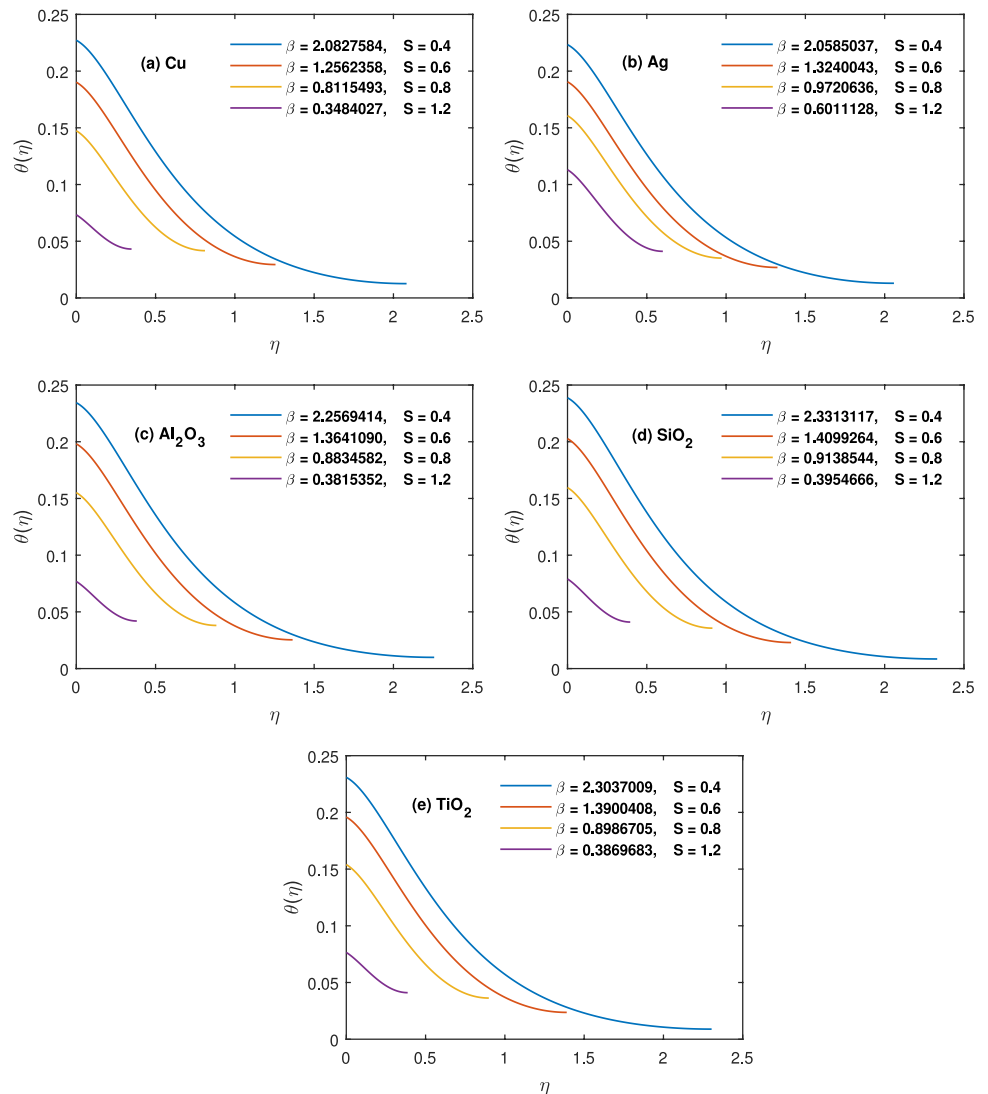 (a) Cu
β = 2.0827584, S = 0.4
β = 1.2562358, S = 0.6
β = 0.8115493, S = 0.8
β = 0.3484027, S = 1.2
0.25
0.2
0.15
0.1
0.05
0
θ(η)
0 0.5 1 1.5 2 2.5
η
(b) Ag
β = 2.0585037, S = 0.4
β = 1.3240043, S = 0.6
β = 0.9720636, S = 0.8
β = 0.6011128, S = 1.2
0.25
0.2
0.15
0.1
0.05
0
θ(η)
0 0.5 1 1.5 2 2.5
η
(c) Al₂O₃
β = 2.2569414, S = 0.4
β = 1.3641090, S = 0.6
β = 0.8834582, S = 0.8
β = 0.3815352, S = 1.2
0.25
0.2
0.15
0.1
0.05
0
θ(η)
0 0.5 1 1.5 2 2.5
η
(d) SiO₂
β = 2.3313117, S = 0.4
β = 1.4099264, S = 0.6
β = 0.9138544, S = 0.8
β = 0.3954666, S = 1.2
0.25
0.2
0.15
0.1
0.05
0
θ(η)
0 0.5 1 1.5 2 2.5
η
(e) TiO₂
β = 2.3037009, S = 0.4
β = 1.3900408, S = 0.6
β = 0.8986705, S = 0.8
β = 0.3869683, S = 1.2
0.25
0.2
0.15
0.1
0.05
0
θ(η)
0 0.5 1 1.5 2 2.5
η